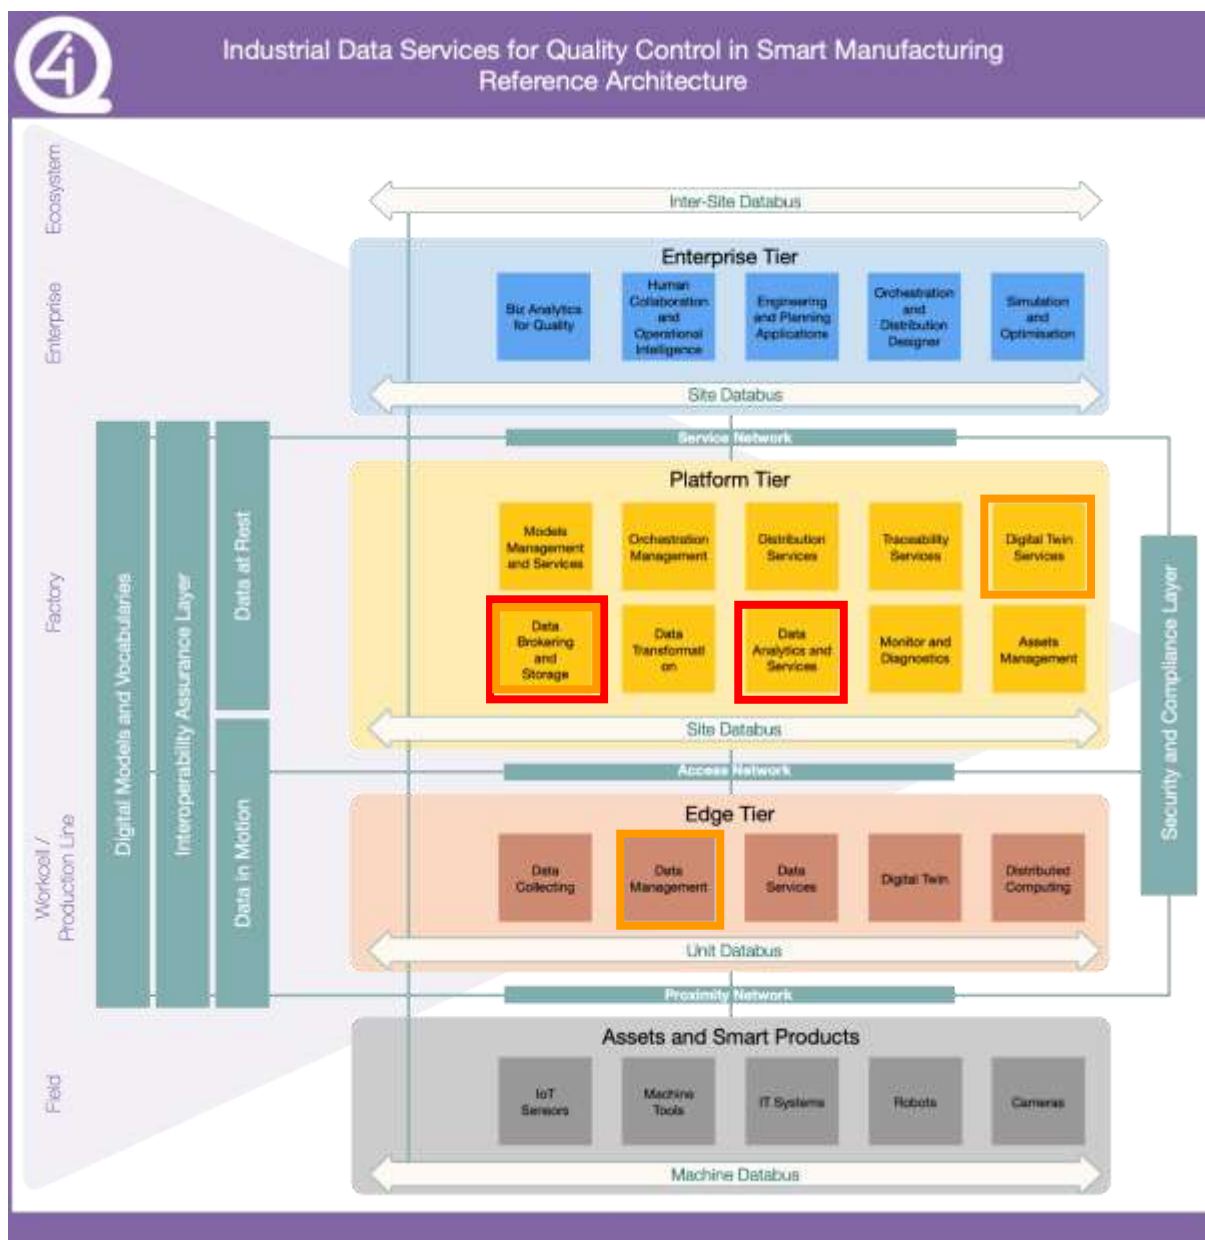 4i
Industrial Data Services for Quality Control in Smart Manufacturing
Reference Architecture
Ecosystem
Enterprise
Factory
Workcell /
Production Line
Field
Digital Models and Vocabularies
Interoperability Assurance Layer
Data at Rest
Data in Motion
Security and Compliance Layer
Inter-Site Databus
Enterprise Tier
Biz Analytics
for Quality
Human
Collaboration
and
Operational
Intelligence
Engineering
and Planning
Applications
Orchestration
and
Distribution
Designer
Simulation
and
Optimisation
Site Databus
Service Network
Platform Tier
Models
Management
and Services
Orchestration
Management
Distribution
Services
Traceability
Services
Digital Twin
Services
Data
Brokering
and
Storage
Data
Transformati
on
Data
Analytics and
Services
Monitor and
Diagnostics
Assets
Management
Site Databus
Access Network
Edge Tier
Data
Collecting
Data
Management
Data
Services
Digital Twin
Distributed
Computing
Unit Databus
Proximity Network
Assets and Smart Products
IoT
Sensors
Machine
Tools
IT Systems
Robots
Cameras
Machine Databus